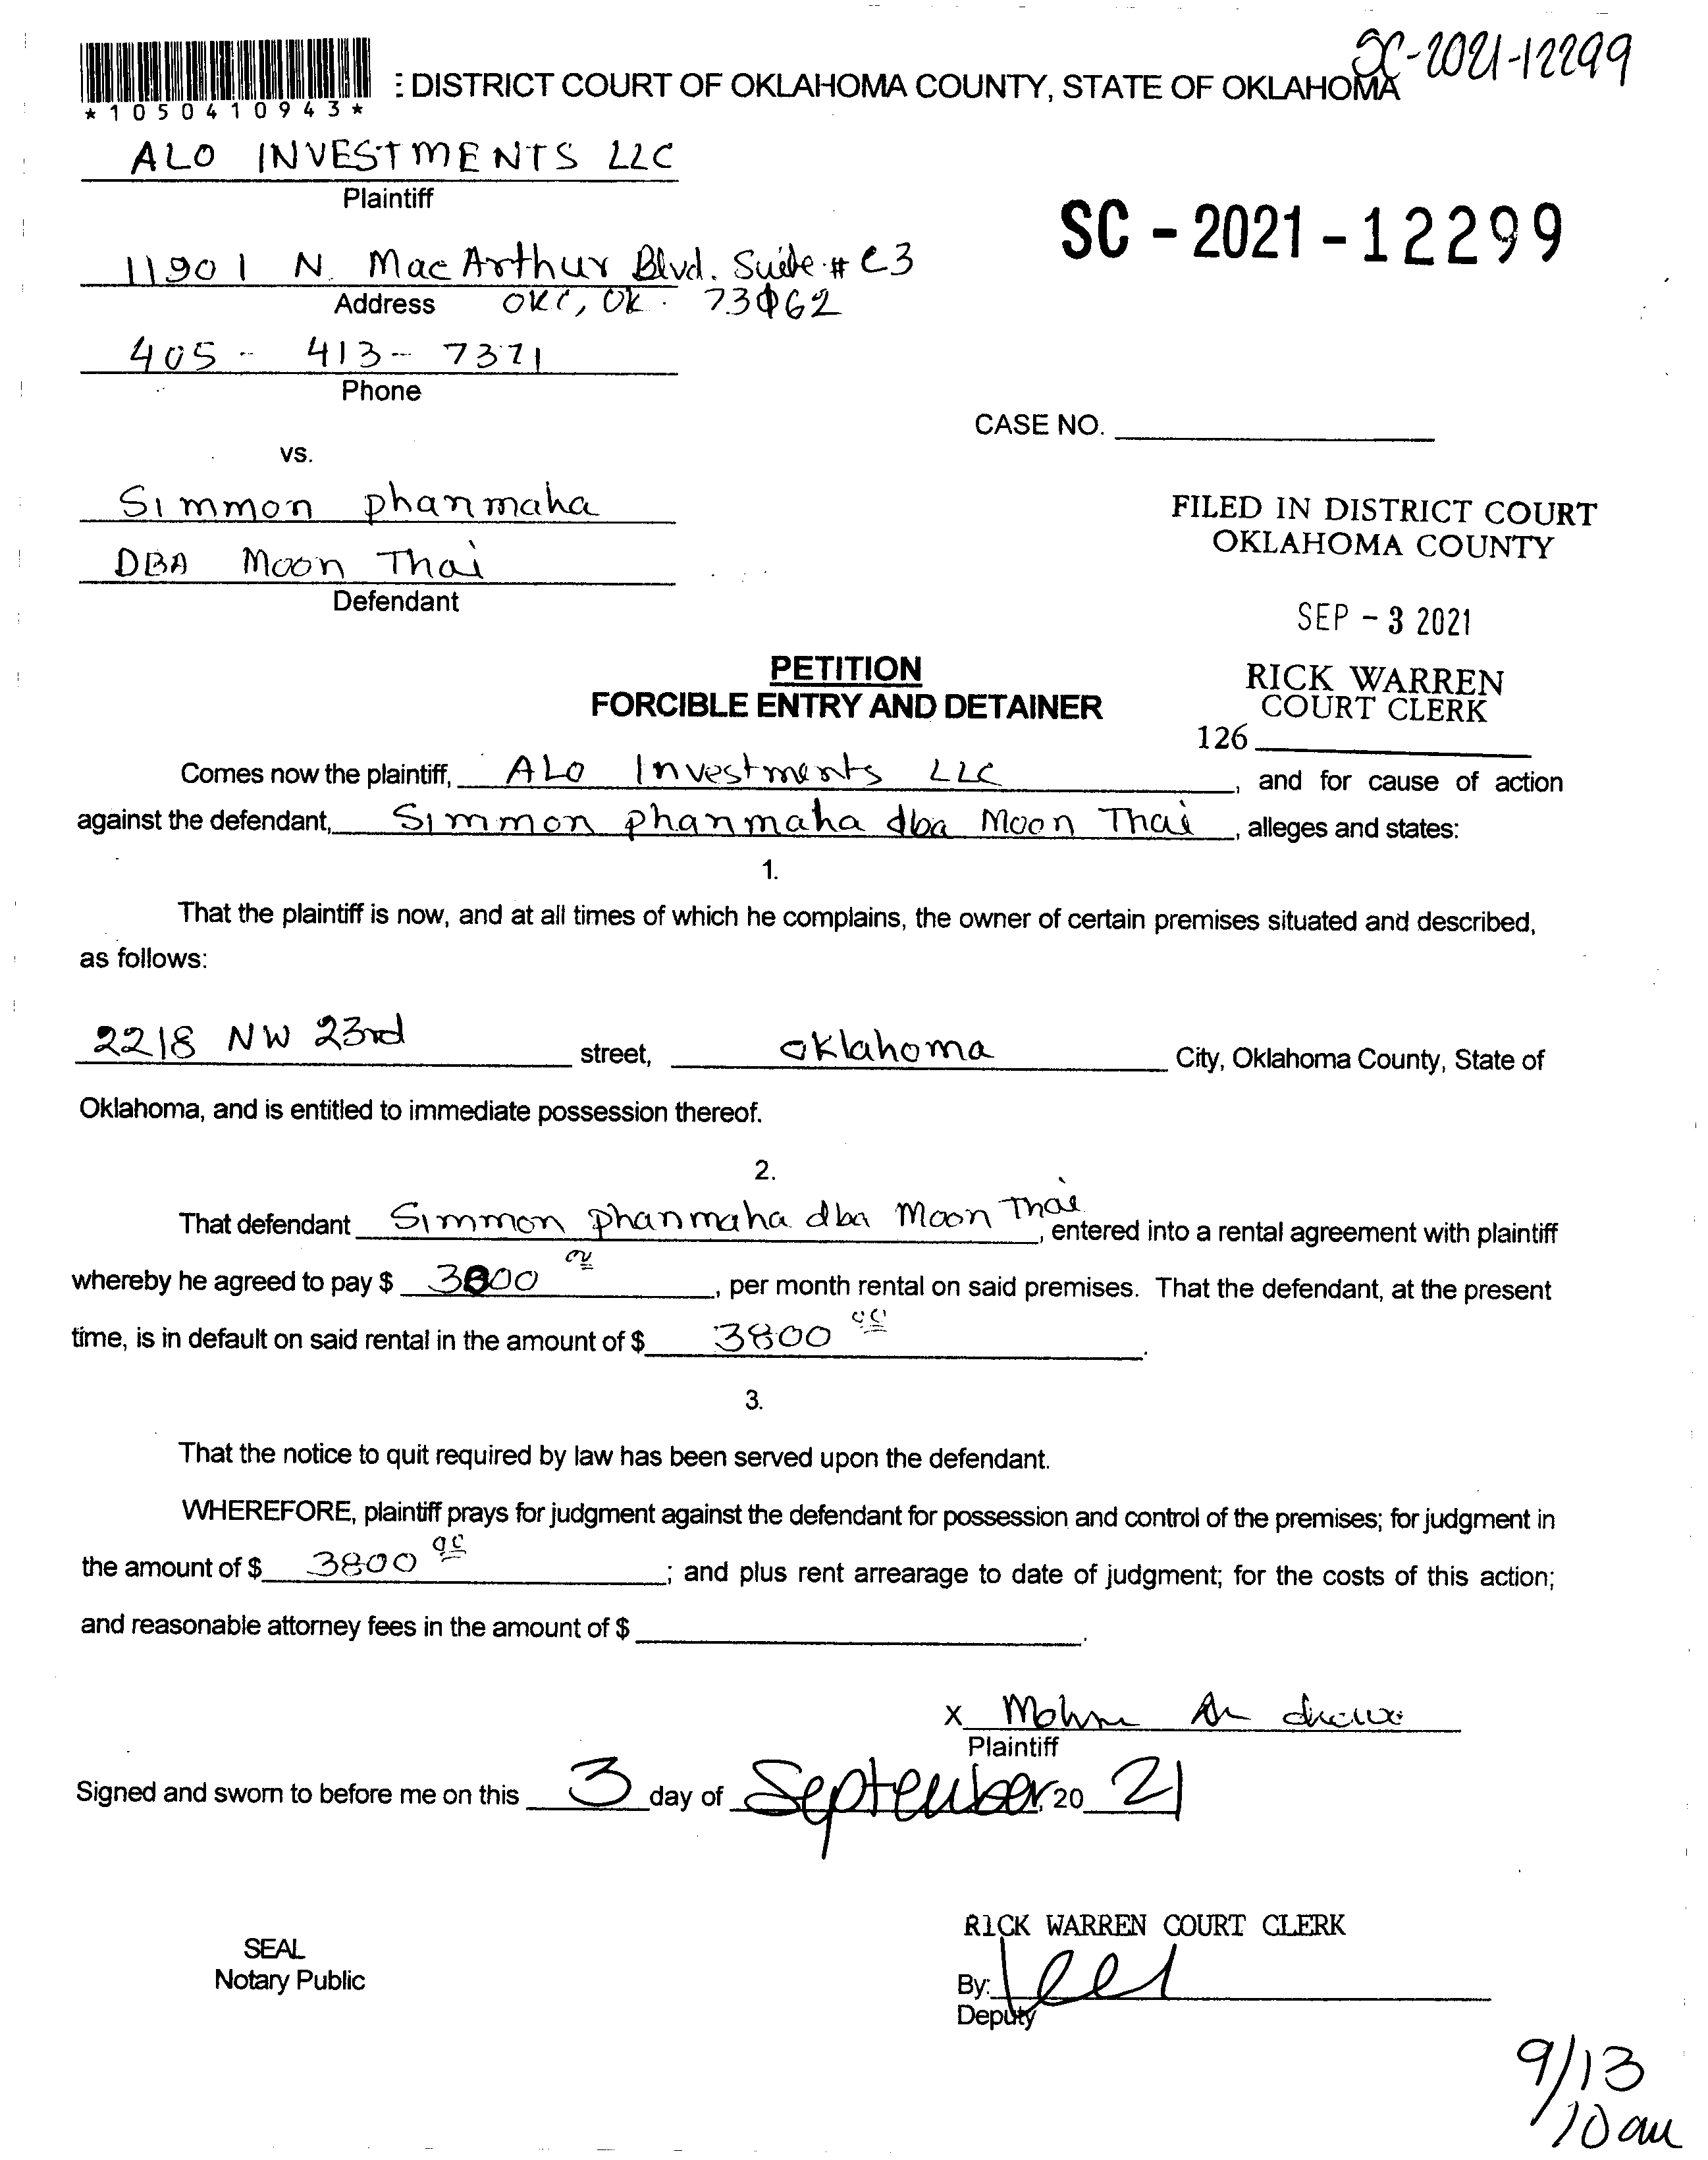 SC-2021-12299
*1050410943*
: DISTRICT COURT OF OKLAHOMA COUNTY, STATE OF OKLAHOMA
ALO INVESTMENTS LLC
Plaintiff
SC - 2021 - 12299
11901 N. MacArthur Blvd. Suite # C3
Address OKC, OK. 73062
405 - 413 - 7371
Phone
CASE NO.
vs.
Simmon phanmaha
DBA Moon Thai
Defendant
FILED IN DISTRICT COURT
OKLAHOMA COUNTY
SEP - 3 2021
RICK WARREN
COURT CLERK
126
PETITION
FORCIBLE ENTRY AND DETAINER
Comes now the plaintiff, ALO Investments LLC, and for cause of action
against the defendant, Simmon phanmaha dba Moon Thai, alleges and states:
1.
That the plaintiff is now, and at all times of which he complains, the owner of certain premises situated and described,
as follows:
2218 NW 23rd street, oklahoma City, Oklahoma County, State of
Oklahoma, and is entitled to immediate possession thereof.
2.
That defendant Simmon phanmaha dba Moon Thai, entered into a rental agreement with plaintiff
whereby he agreed to pay $ 3800 00, per month rental on said premises. That the defendant, at the present
time, is in default on said rental in the amount of $ 3800 00.
3.
That the notice to quit required by law has been served upon the defendant.
WHEREFORE, plaintiff prays for judgment against the defendant for possession and control of the premises; for judgment in
the amount of $ 3800 00; and plus rent arrearage to date of judgment; for the costs of this action;
and reasonable attorney fees in the amount of $.
X
Plaintiff
Signed and sworn to before me on this 3 day of September, 20 21
RICK WARREN COURT CLERK
SEAL
Notary Public
By:
Deputy
9/13
10 am